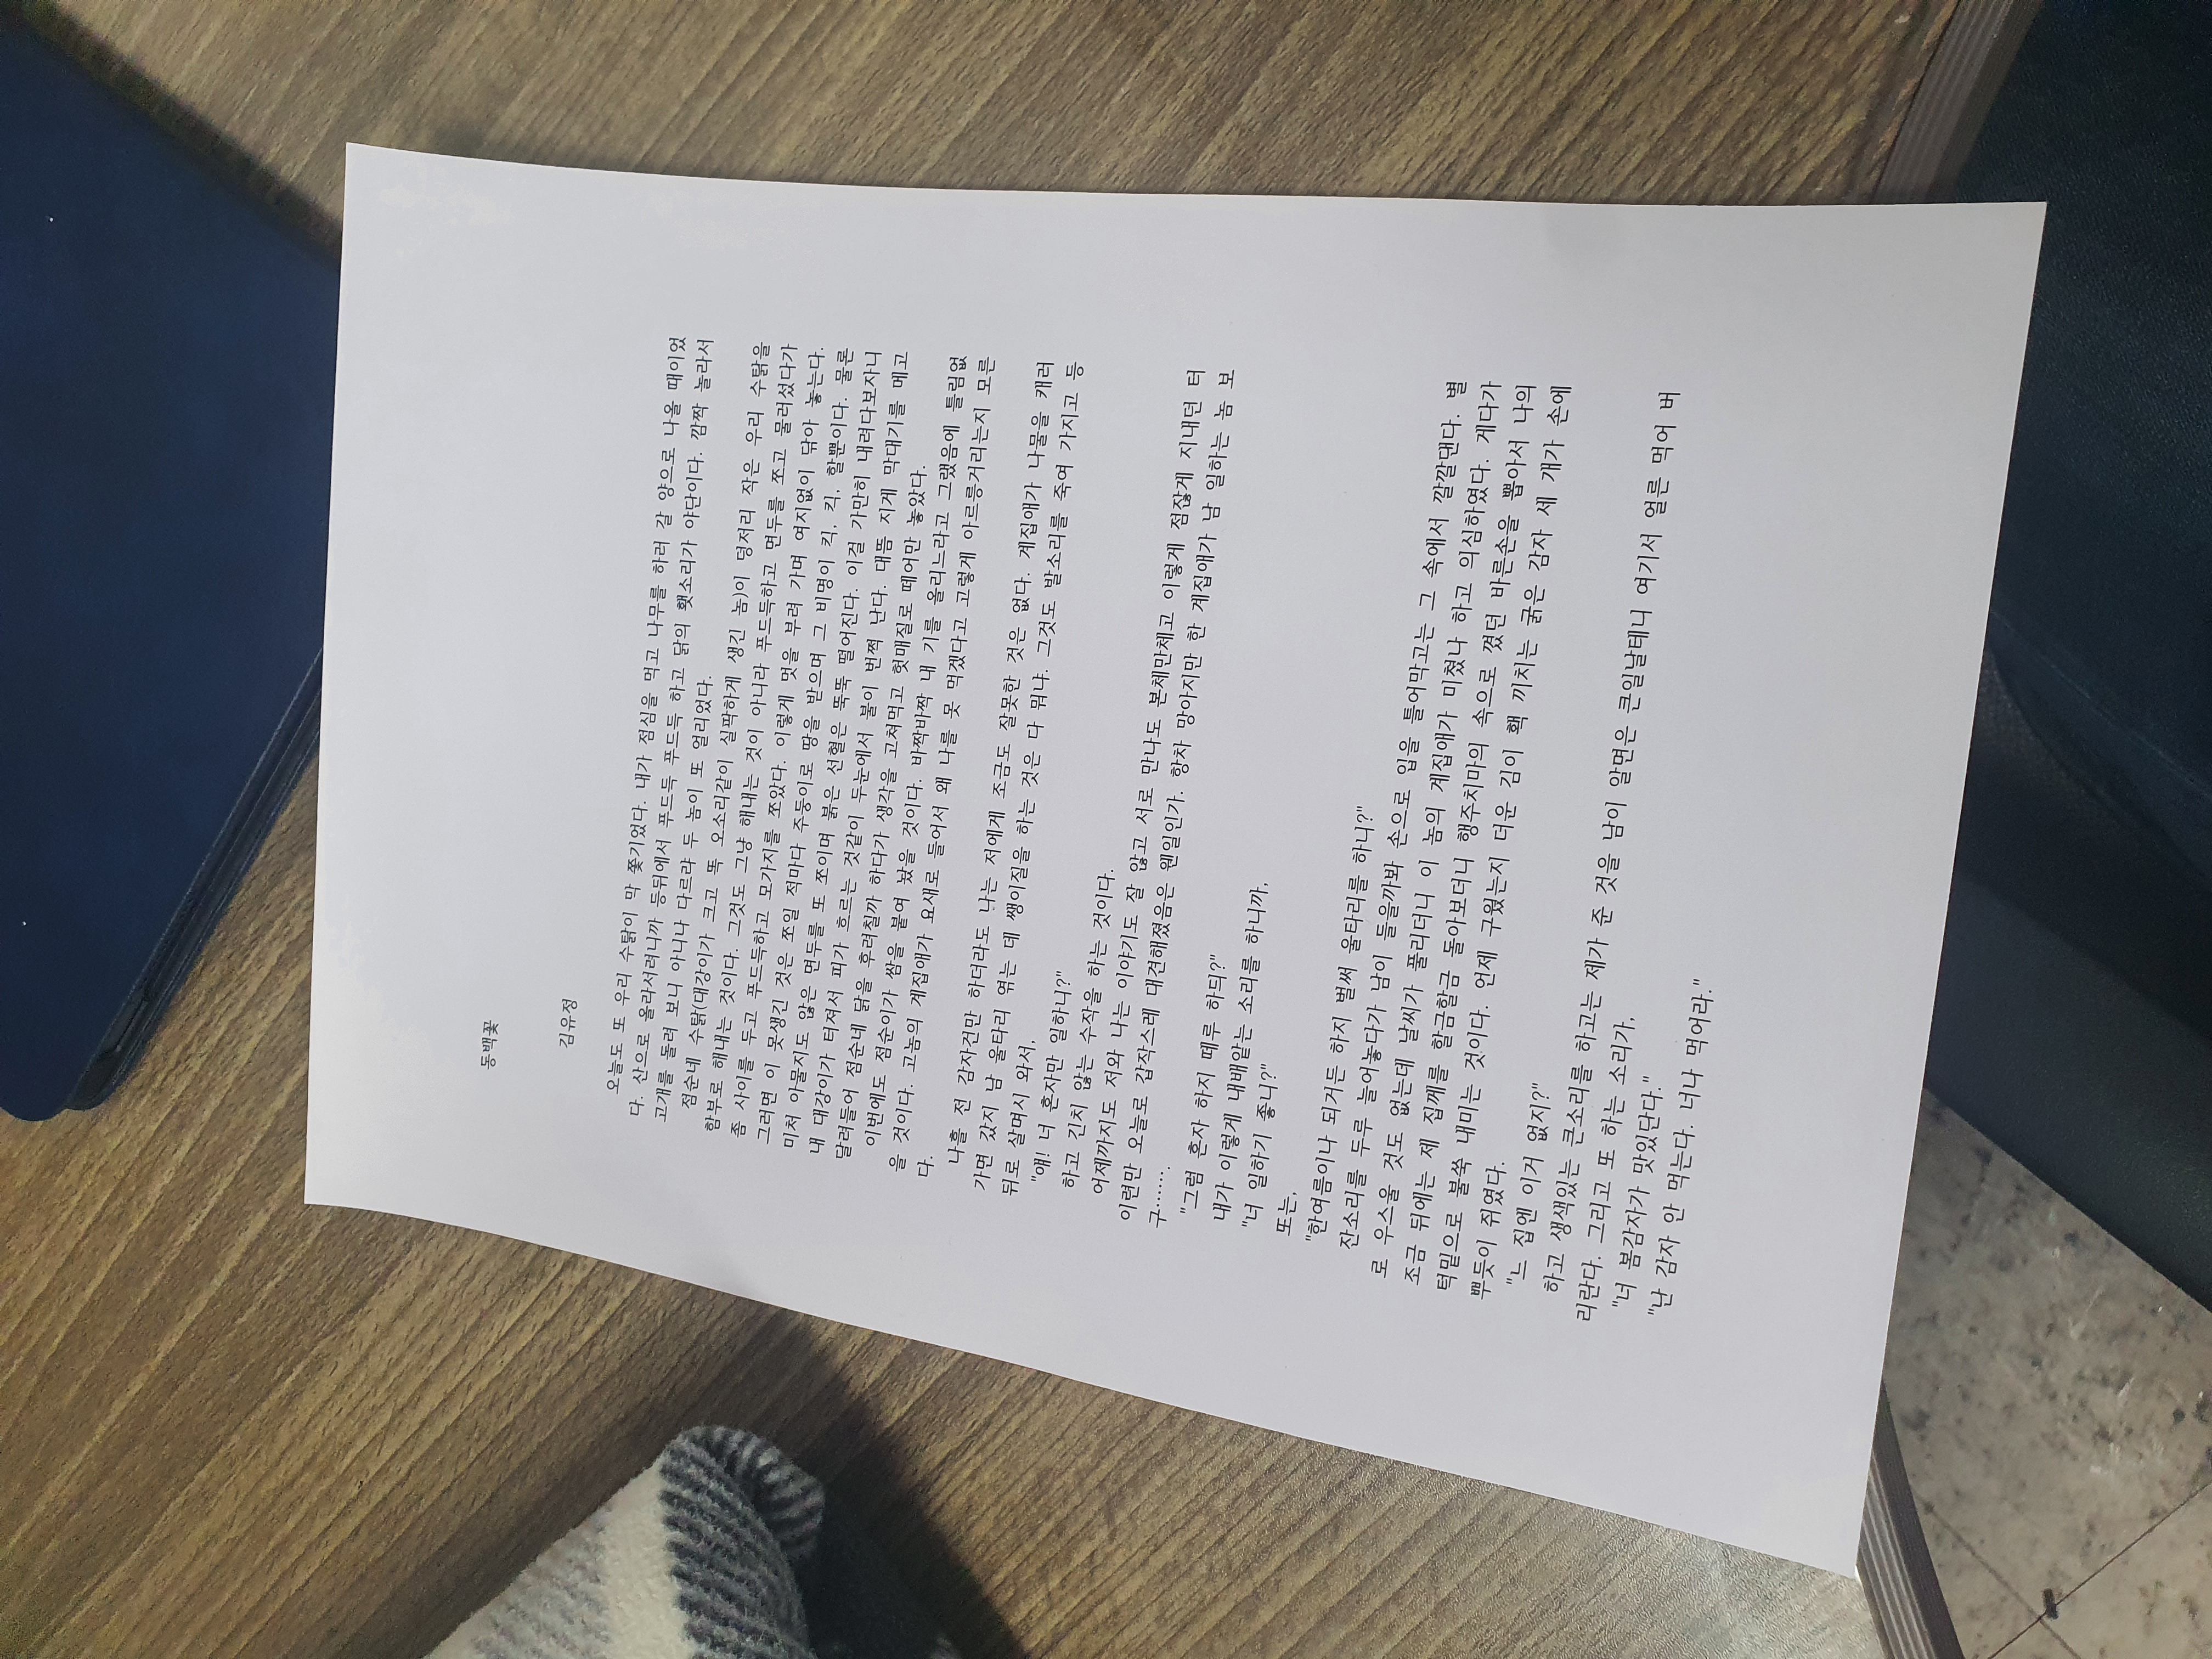 동백꽃
김유정
오늘도 또 우리 수탉이 막 쫓기었다. 내가 점심을 먹고 나무를 하러 갈 양으로 나올 때이었
다. 산으로 올라서려니까 등뒤에서 푸드득 푸드득 하고 닭의 횃소리가 야단이다. 깜짝 놀라서
고개를 돌려 보니 아니나 다르랴 두 놈이 또 얼리었다.
점순네 수탉(대강이가 크고 똑 오소리같이 실팍하게 생긴 놈)이 덩저리 작은 우리 수탉을
함부로 해내는 것이다. 그것도 그냥 해내는 것이 아니라 푸드득하고 면두를 쪼고 물러섰다가
좀 사이를 두고 푸드득하고 모가지를 쪼았다. 이렇게 멋을 부려 가며 여지없이 닦아 놓는다.
그러면 이 못생긴 것은 쪼일 적마다 주둥이로 땅을 받으며 그 비명이 킥, 킥, 할뿐이다. 물론
미처 아물지도 않은 면두를 또 쪼이며 붉은 선혈은 뚝뚝 떨어진다. 이걸 가만히 내려다보자니
내 대강이가 터져서 피가 흐르는 것같이 두눈에서 불이 번쩍 난다. 대뜸 지게 막대기를 메고
달려들어 점순네 닭을 후려칠까 하다가 생각을 고쳐먹고 헛매질로 떼어만 놓았다.
이번에도 점순이가 쌈을 붙여 놨을 것이다. 바짝바짝 내 기를 올리느라고 그랬음에 틀림없
을 것이다. 고놈의 계집애가 요새로 들어서 왜 나를 못 먹겠다고 고렇게 아르릉거리는지 모른
다.
나흘 전 감자건만 하더라도 나는 저에게 조금도 잘못한 것은 없다. 계집애가 나물을 캐러
가면 갔지 남 울타리 엮는 데 쌩이질을 하는 것은 다 뭐냐. 그것도 발소리를 죽여 가지고 등
뒤로 살며시 와서,
"얘! 너 혼자만 일하니?"
하고 긴치 않는 수작을 하는 것이다.
어제까지도 저와 나는 이야기도 잘 않고 서로 만나도 본체만체고 이렇게 점잖게 지내던 터
이련만 오늘로 갑작스레 대견해졌음은 웬일인가. 항차 망아지만 한 계집애가 남 일하는 놈 보
구…….
"그럼 혼자 하지 떼루 하듸?"
내가 이렇게 내배앝는 소리를 하니까,
"너 일하기 좋니?"
또는,
"한여름이나 되거든 하지 벌써 울타리를 하니?"
잔소리를 두루 늘어놓다가 남이 들을까봐 손으로 입을 틀어막고는 그 속에서 깔깔댄다. 별
로 우스울 것도 없는데 날씨가 풀리더니 이 놈의 계집애가 미쳤나 하고 의심하였다. 게다가
조금 뒤에는 제 집께를 할금할금 돌아보더니 행주치마의 속으로 꼈던 바른손을 뽑아서 나의
턱밑으로 불쑥 내미는 것이다. 언제 구웠는지 더운 김이 홱 끼치는 굵은 감자 세 개가 손에
뿌듯이 쥐였다.
"느 집엔 이거 없지?"
하고 생색있는 큰소리를 하고는 제가 준 것을 남이 알면은 큰일날테니 여기서 얼른 먹어 버
리란다. 그리고 또 하는 소리가,
"너 봄감자가 맛있단다."
"난 감자 안 먹는다. 너나 먹어라."